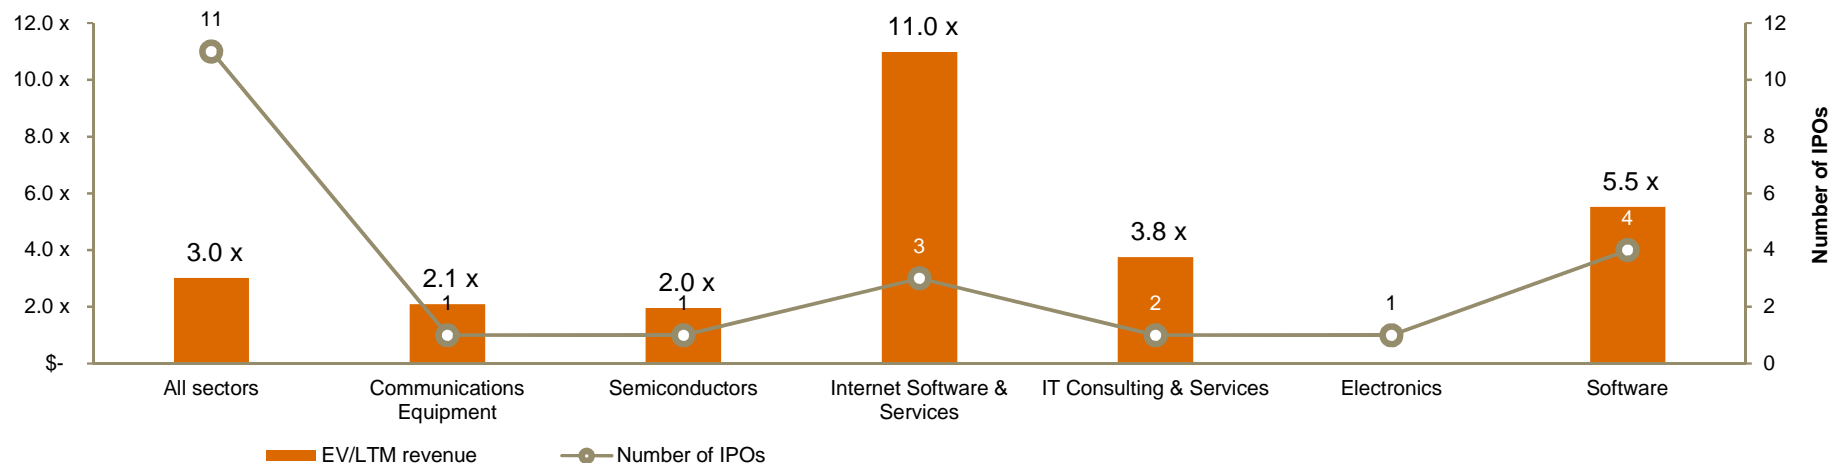 11
12.0 x
10.0 x
8.0 x
6.0 x
4.0 x
2.0 x
$-
3.0 x
2.1 x
1
2.0 x
1
11.0 x
3
3.8 x
2
1
5.5 x
4
12
10
8
6
4
2
0
Number of IPOs
All sectors
Communications
Equipment
Semiconductors
Internet Software &
Services
IT Consulting & Services
Electronics
Software
EV/LTM revenue
Number of IPOs